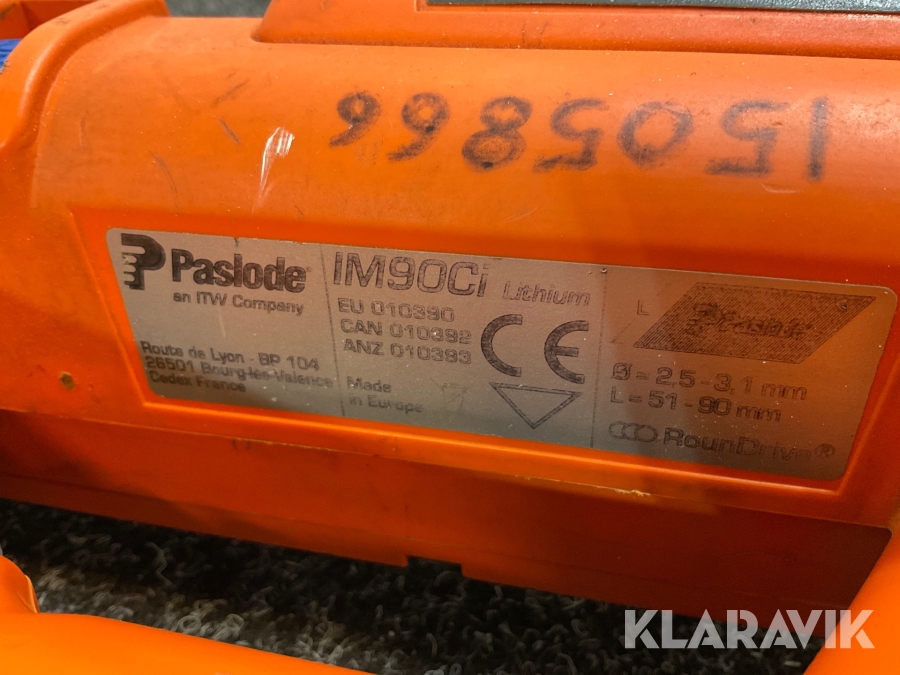 1505866
Paslode®
an ITW Company
Route de Lyon - BP 104
26501 Bourg-les-Valence
Cedex France
IM90Ci Lithium
EU 010390
CAN 010392
ANZ 010393
Made
in Europe
CE
L
Ø = 2,5 - 3,1 mm
L = 51 - 90 mm
RounDrive®
KLARAVIK